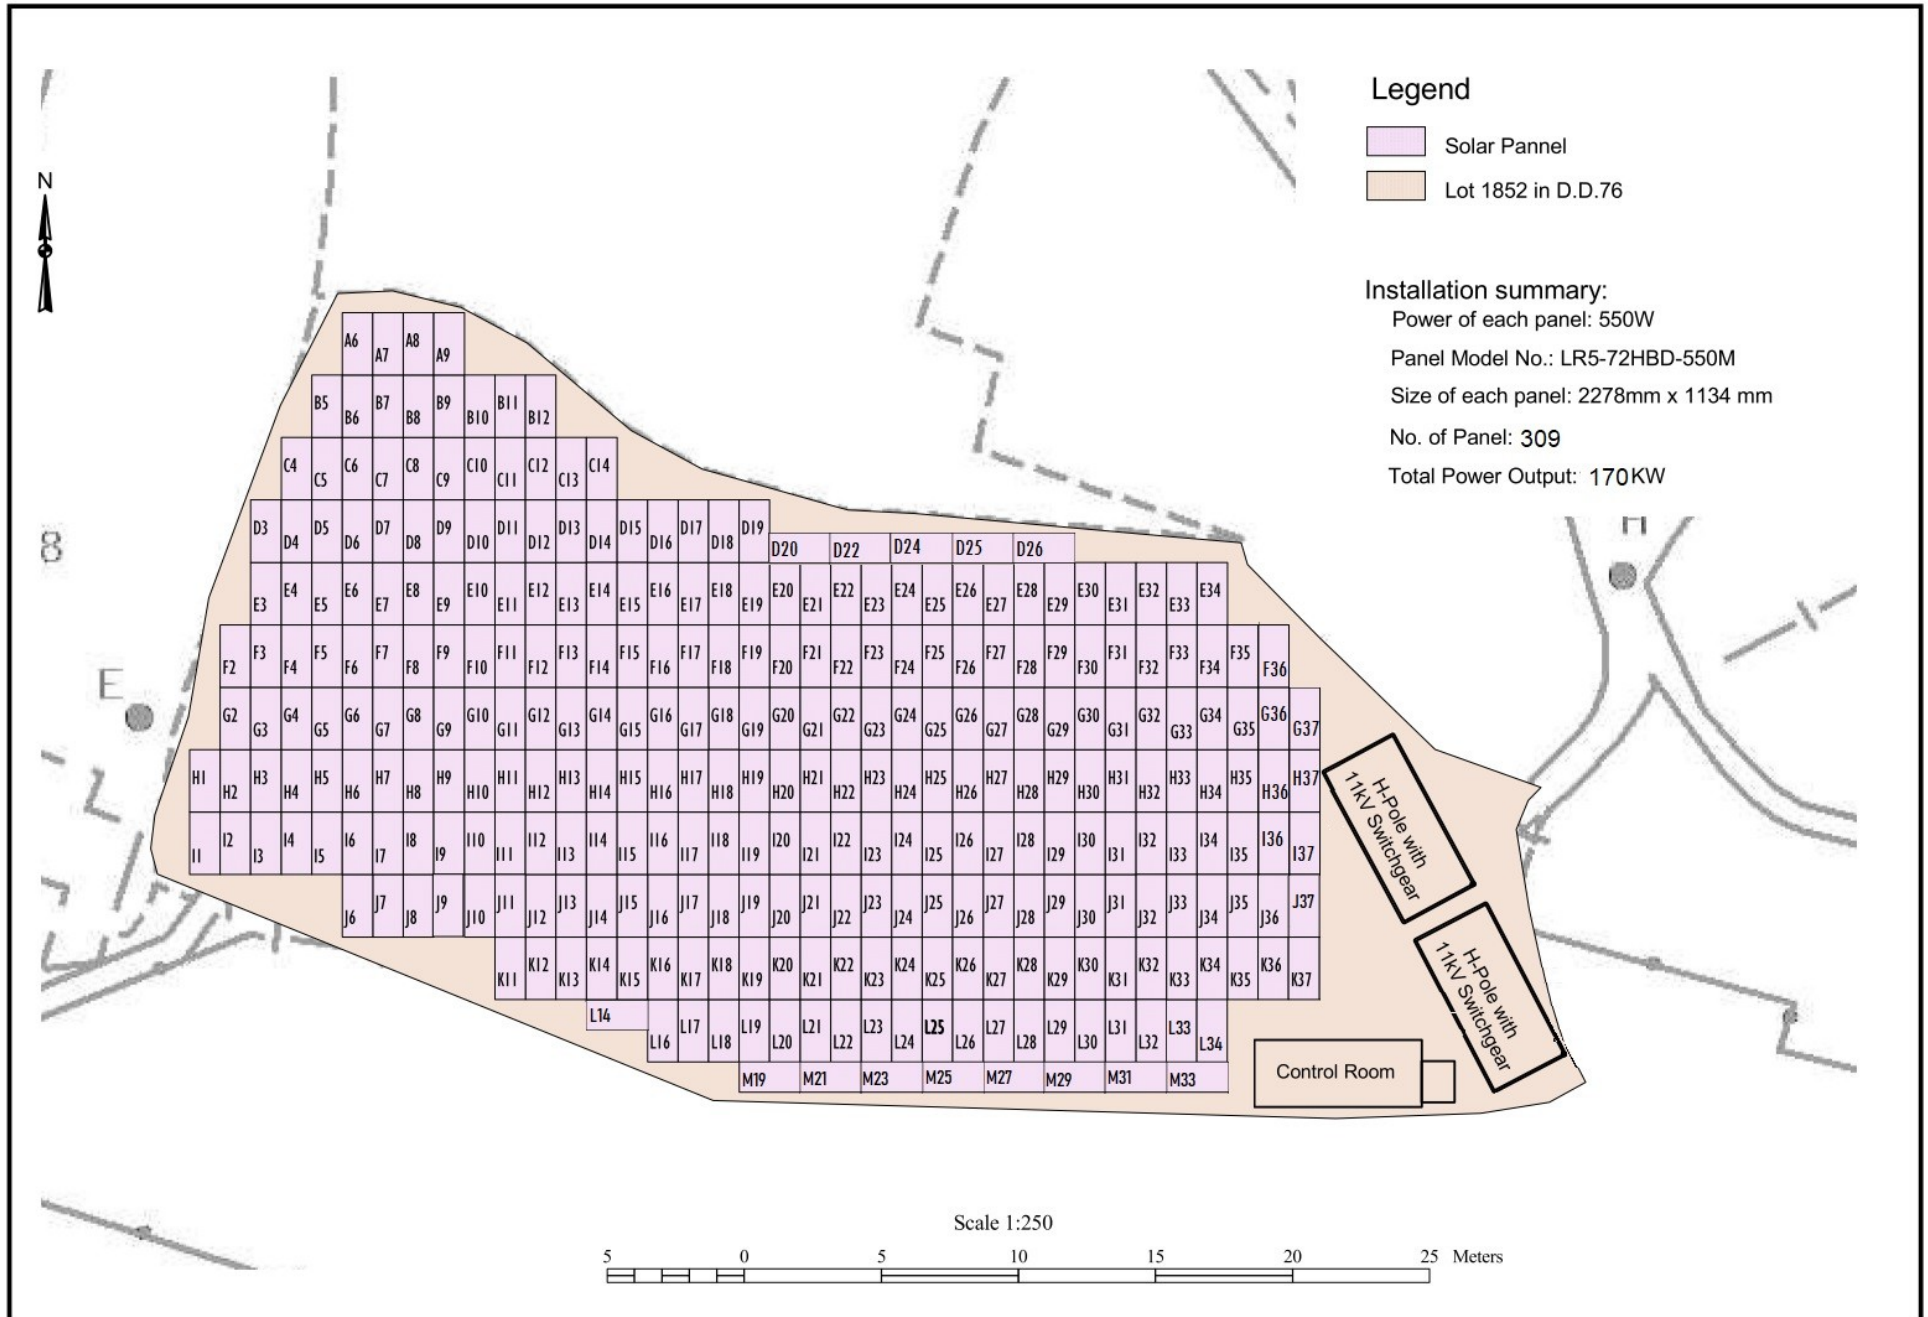 Legend
Solar Pannel
Lot 1852 in D.D.76
N
Installation summary:
Power of each panel: 550W
Panel Model No.: LR5-72HBD-550M
Size of each panel: 2278mm x 1134 mm
No. of Panel: 309
Total Power Output: 170KW
A6 A7 A8 A9
B5 B6 B7 B8 B9 B10 B11 B12
C4 C5 C6 C7 C8 C9 C10 C11 C12 C13 C14
D3 D4 D5 D6 D7 D8 D9 D10 D11 D12 D13 D14 D15 D16 D17 D18 D19 D20 D22 D24 D25 D26
8
H
E3 E4 E5 E6 E7 E8 E9 E10 E11 E12 E13 E14 E15 E16 E17 E18 E19 E20 E21 E22 E23 E24 E25 E26 E27 E28 E29 E30 E31 E32 E33 E34
F2 F3 F4 F5 F6 F7 F8 F9 F10 F11 F12 F13 F14 F15 F16 F17 F18 F19 F20 F21 F22 F23 F24 F25 F26 F27 F28 F29 F30 F31 F32 F33 F34 F35 F36
E
G2 G3 G4 G5 G6 G7 G8 G9 G10 G11 G12 G13 G14 G15 G16 G17 G18 G19 G20 G21 G22 G23 G24 G25 G26 G27 G28 G29 G30 G31 G32 G33 G34 G35 G36 G37
H1 H2 H3 H4 H5 H6 H7 H8 H9 H10 H11 H12 H13 H14 H15 H16 H17 H18 H19 H20 H21 H22 H23 H24 H25 H26 H27 H28 H29 H30 H31 H32 H33 H34 H35 H36 H37
I1 I2 I3 I4 I5 I6 I7 I8 I9 I10 I11 I12 I13 I14 I15 I16 I17 I18 I19 I20 I21 I22 I23 I24 I25 I26 I27 I28 I29 I30 I31 I32 I33 I34 I35 I36 I37
H-Pole with
11kV Switchgear
J6 J7 J8 J9 J10 J11 J12 J13 J14 J15 J16 J17 J18 J19 J20 J21 J22 J23 J24 J25 J26 J27 J28 J29 J30 J31 J32 J33 J34 J35 J36 J37
K11 K12 K13 K14 K15 K16 K17 K18 K19 K20 K21 K22 K23 K24 K25 K26 K27 K28 K29 K30 K31 K32 K33 K34 K35 K36 K37
H-Pole with
11kV Switchgear
L14 L16 L17 L18 L19 L20 L21 L22 L23 L24 L25 L26 L27 L28 L29 L30 L31 L32 L33 L34
M19 M21 M23 M25 M27 M29 M31 M33
Control Room
Scale 1:250
5 0 5 10 15 20 25 Meters